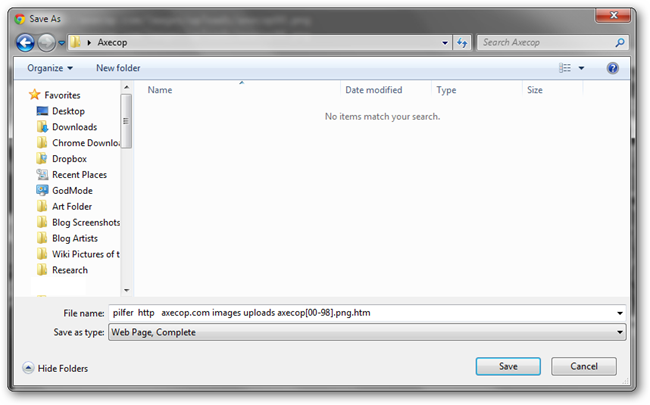 Save As
Axecop
Search Axecop
Organize New folder
Name Date modified Type Size
No items match your search.
Favorites
Desktop
Downloads
Chrome Downloa
Dropbox
Recent Places
GodMode
Art Folder
Blog Screenshots
Blog Artists
Wiki Pictures of t
Research
File name: pilfer http axecop.com images uploads axecop[00-98].png.htm
Save as type: Web Page, Complete
Hide Folders Save Cancel